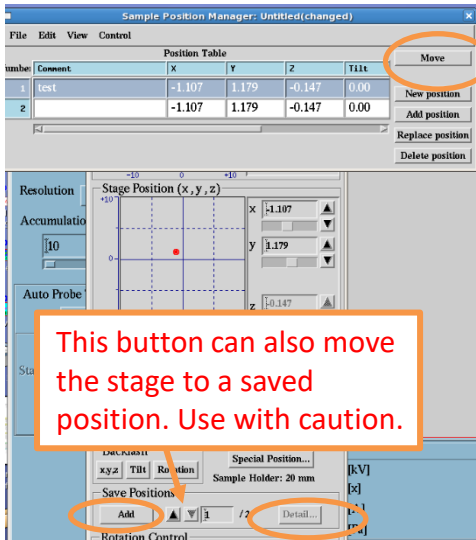 Sample Position Manager: Untitled(changed)
File Edit View Control
Position Table
Comment X Y Z Tilt
1 test -1.107 1.179 -0.147 0.00
2 -1.107 1.179 -0.147 0.00
Move
New position
Add position
Replace position
Delete position
-10 0 +10
Resolution
Stage Position (x,y,z)
+10
X -1.107
10
y 1.179
0
Auto Probe
z -0.147
This button can also move
the stage to a saved
position. Use with caution.
Backlash
Special Position...
x,y,z Tilt Rotation
Sample Holder: 20 mm
[kV]
Save Positions
[x]
Add 1 /2 Detail...
Rotation Control